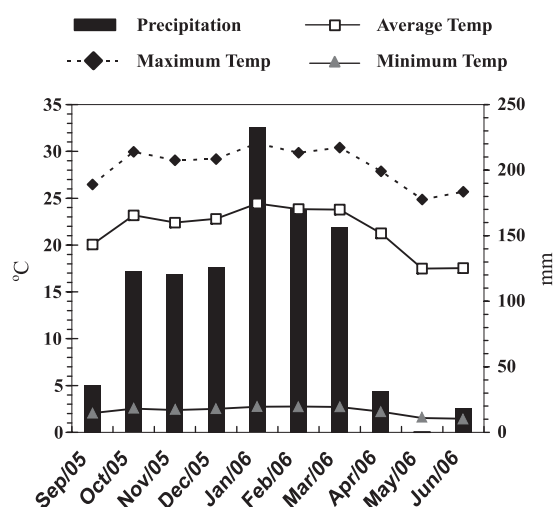 Precipitation Average Temp
Maximum Temp Minimum Temp
35 250
30
200
25
20 150
ºC mm
15 100
10
50
5
0 0
Sep/05 Oct/05 Nov/05 Dec/05 Jan/06 Feb/06 Mar/06 Apr/06 May/06 Jun/06